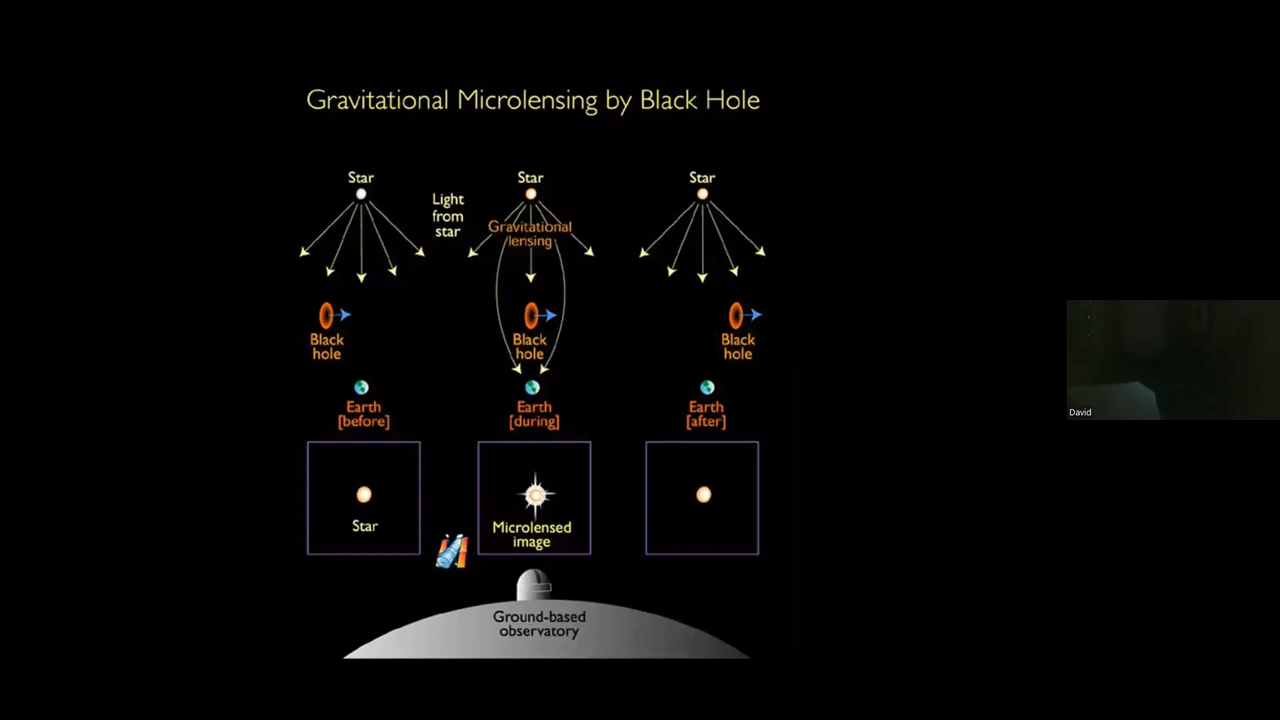 Gravitational Microlensing by Black Hole
Star
Star
Star
Light
from
star
Gravitational
lensing
Black
hole
Black
hole
Black
hole
Earth
[before]
Earth
[during]
Earth
[after]
Star
Microlensed
image
Ground-based
observatory
David